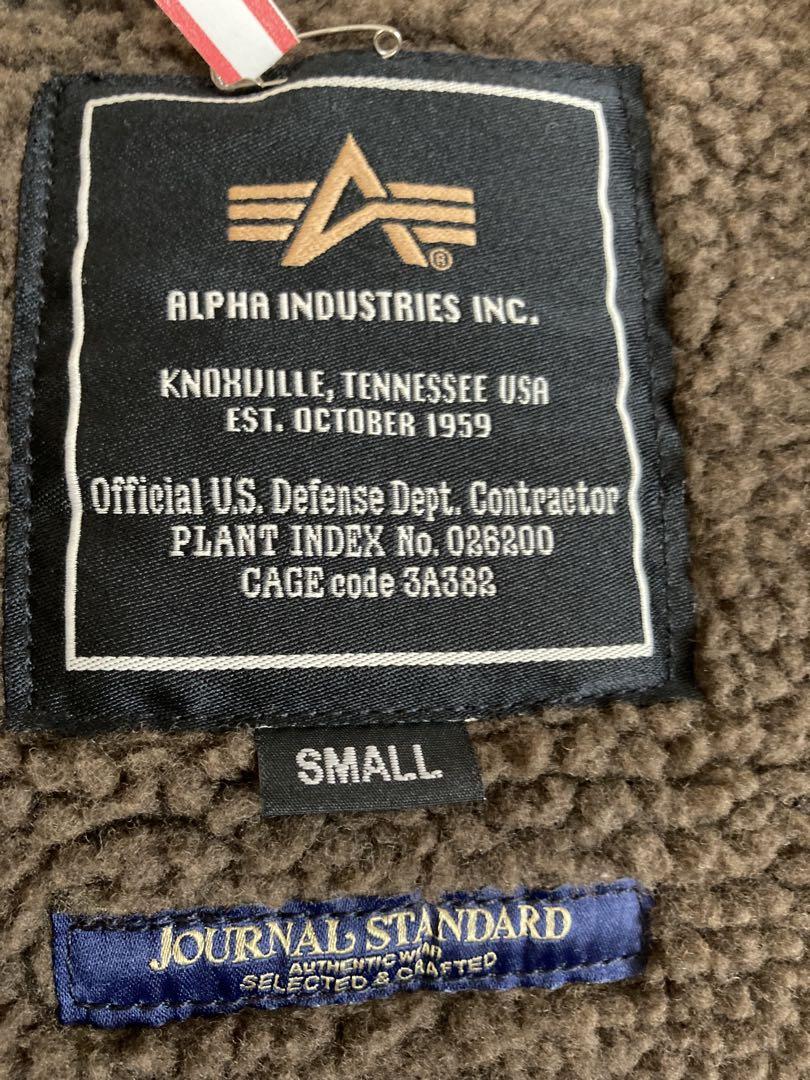 ®
ALPHA INDUSTRIES INC.
KNOXVILLE, TENNESSEE USA
EST. OCTOBER 1959
Official U.S. Defense Dept. Contractor
PLANT INDEX No. 026200
CAGE code 3A382
SMALL
JOURNAL STANDARD
AUTHENTIC WEAR
SELECTED & CRAFTED